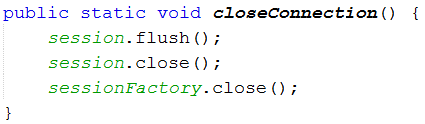 public static void closeConnection() {
    session.flush();
    session.close();
    sessionFactory.close();
}